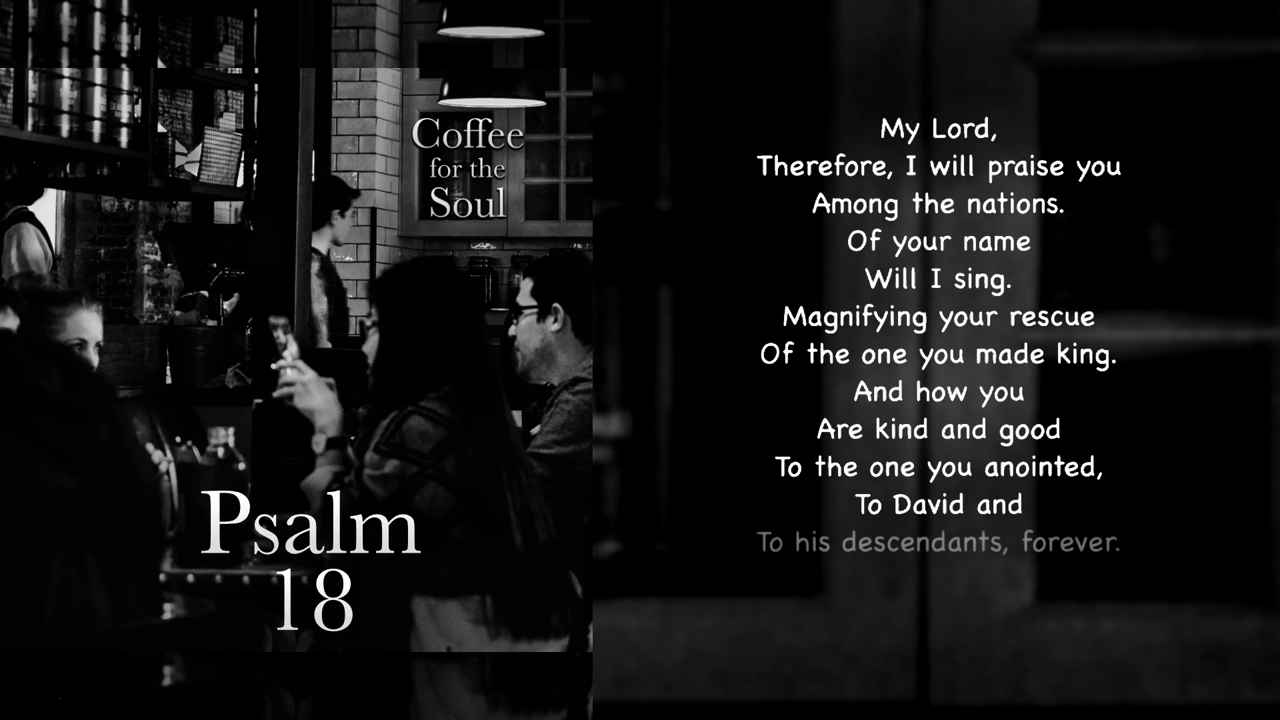 Coffee
for the
Soul
Psalm
18
My Lord,
Therefore, I will praise you
Among the nations.
Of your name
Will I sing.
Magnifying your rescue
Of the one you made king.
And how you
Are kind and good
To the one you anointed,
To David and
To his descendants, forever.